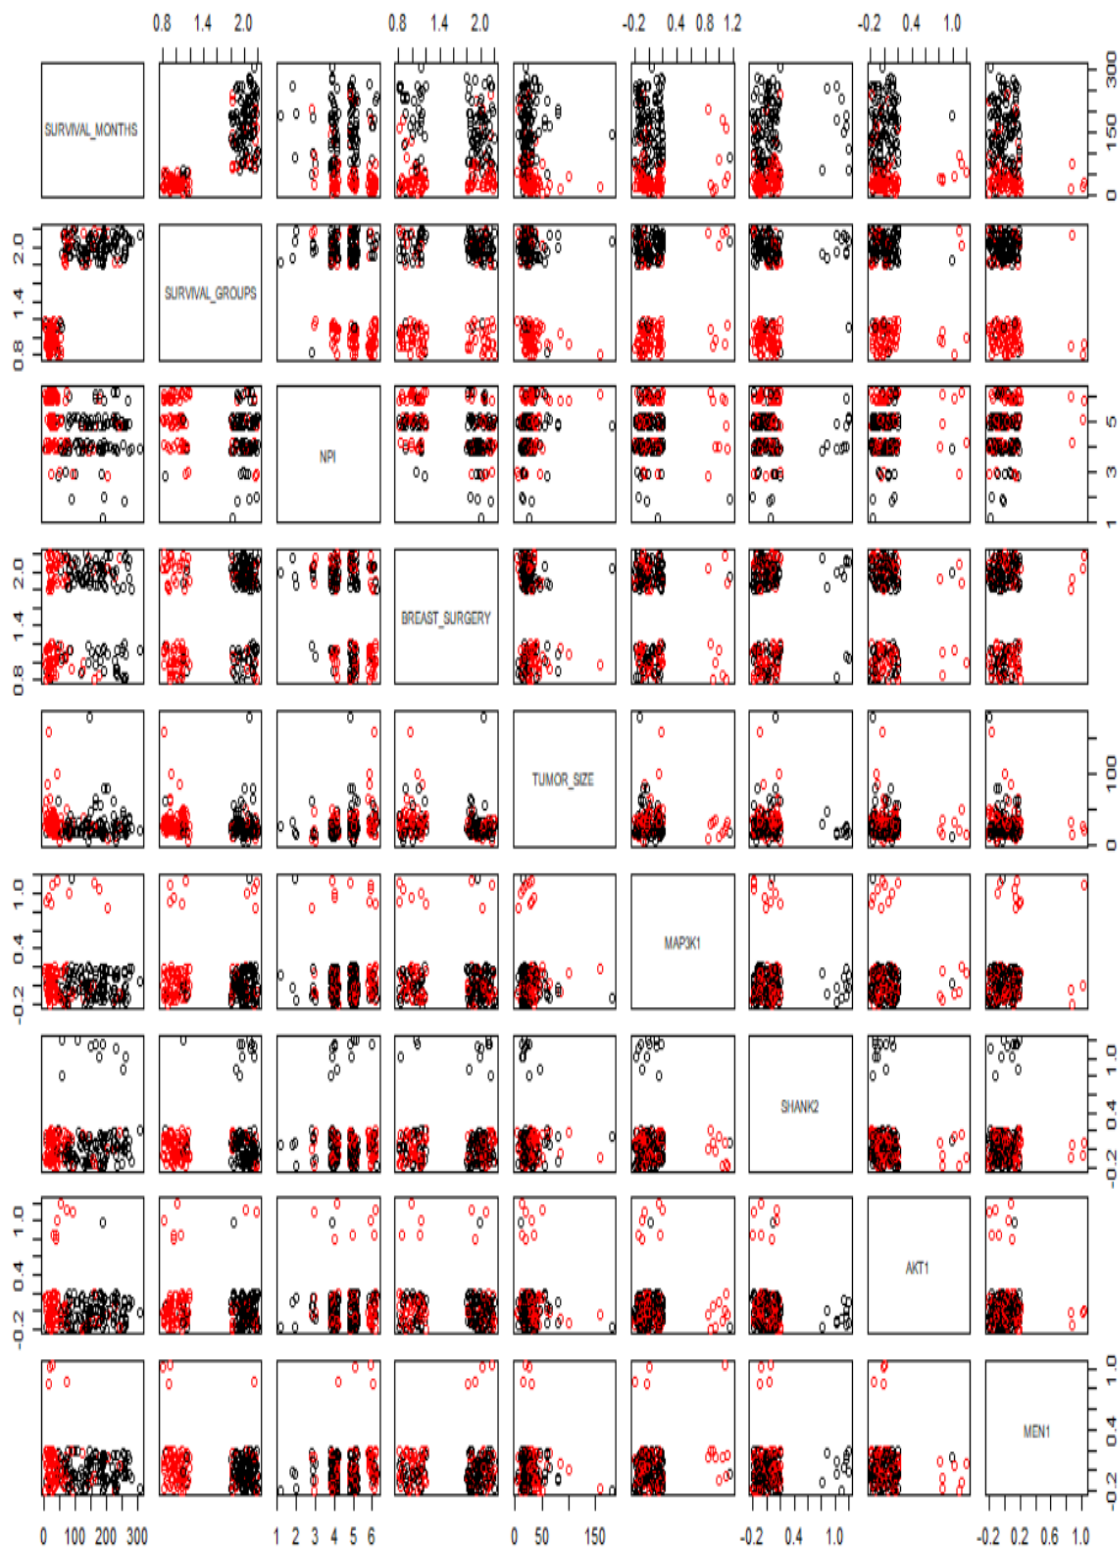 0.8 1.4 2.0 0.8 1.4 2.0 -0.2 0.4 0.8 1.2 -0.2 0.4 1.0
SURVIVAL_MONTHS
0 150 300
0.8 1.4 2.0
SURVIVAL_GROUPS
NPI
1 3 5
0.8 1.4 2.0
BREAST_SURGERY
TUMOR_SIZE
0 100
-0.2 0.4 1.0
MAP3K1
SHANK2
-0.2 0.4 1.0
-0.2 0.4 1.0
AKT1
MEN1
-0.2 0.4 1.0
0 100 200 300 1 2 3 4 5 6 0 50 150 0.4 1.0 -0.2 0.2 0.6 1.0